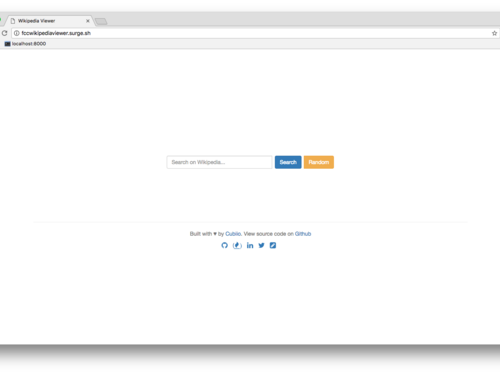 Wikipedia Viewer
fccwikipediaviewer.surge.sh
localhost:8000
Search on Wikipedia... Search Random
Built with ♥ by Cubilo. View source code on Github